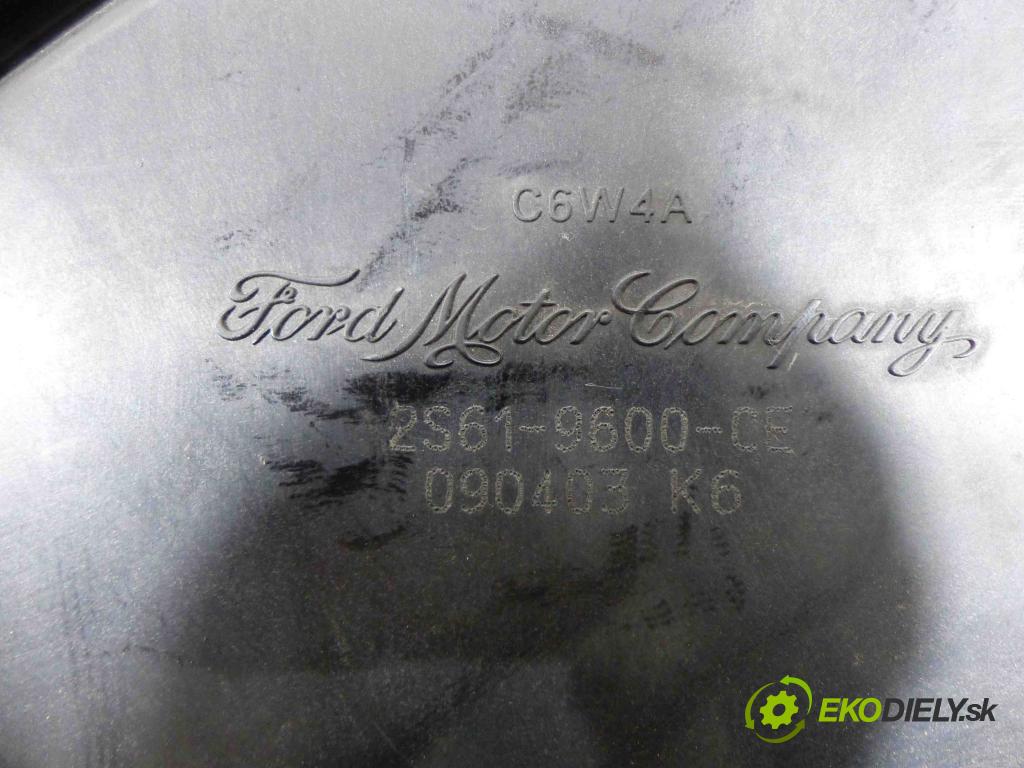 C6W4A
Ford Motor Company
2S61-9600-CE
090403 K6
EKODIELY.sk